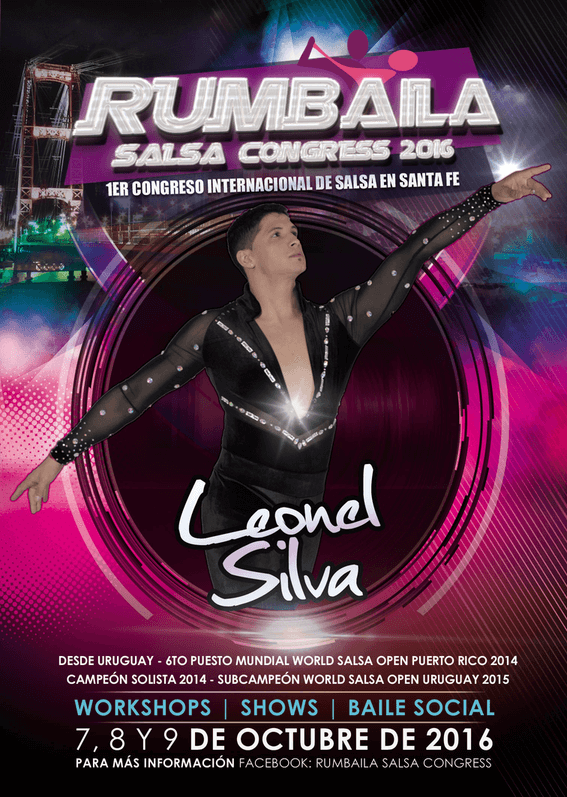 RUMBAILA
SALSA CONGRESS 2016
1ER CONGRESO INTERNACIONAL DE SALSA EN SANTA FE
Leonel
Silva
DESDE URUGUAY - 6TO PUESTO MUNDIAL WORLD SALSA OPEN PUERTO RICO 2014
CAMPEÓN SOLISTA 2014 - SUBCAMPEÓN WORLD SALSA OPEN URUGUAY 2015
WORKSHOPS | SHOWS | BAILE SOCIAL
7, 8 Y 9 DE OCTUBRE DE 2016
PARA MÁS INFORMACIÓN FACEBOOK: RUMBAILA SALSA CONGRESS